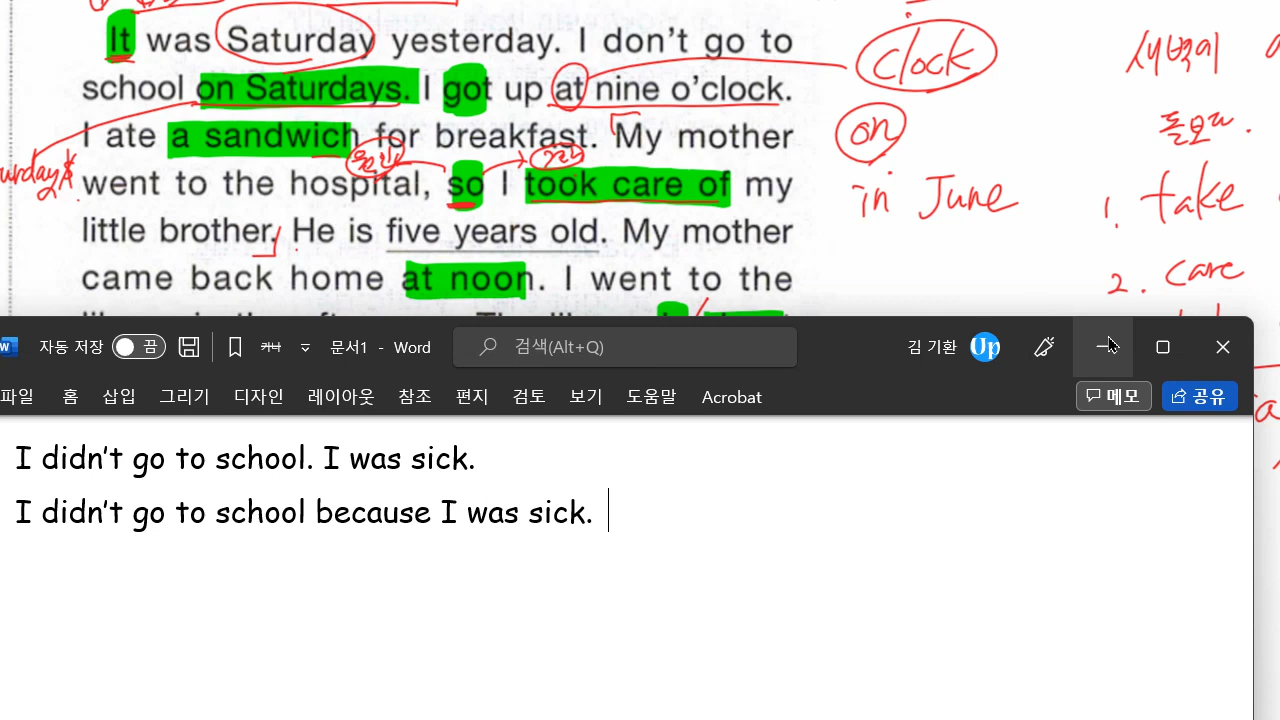 It was Saturday yesterday. I don't go to
school on Saturdays. I got up at nine o'clock.
I ate a sandwich for breakfast. My mother
went to the hospital, so I took care of my
little brother. He is five years old. My mother
came back home at noon. I went to the
clock
on
in June
새벽에
돌보다.
1. take
2. care
원인
결과
자동 저장 끔 문서1 - Word 검색(Alt+Q) 김 기환 Up
파일 홈 삽입 그리기 디자인 레이아웃 참조 편지 검토 보기 도움말 Acrobat 메모 공유
I didn't go to school. I was sick.
I didn't go to school because I was sick.